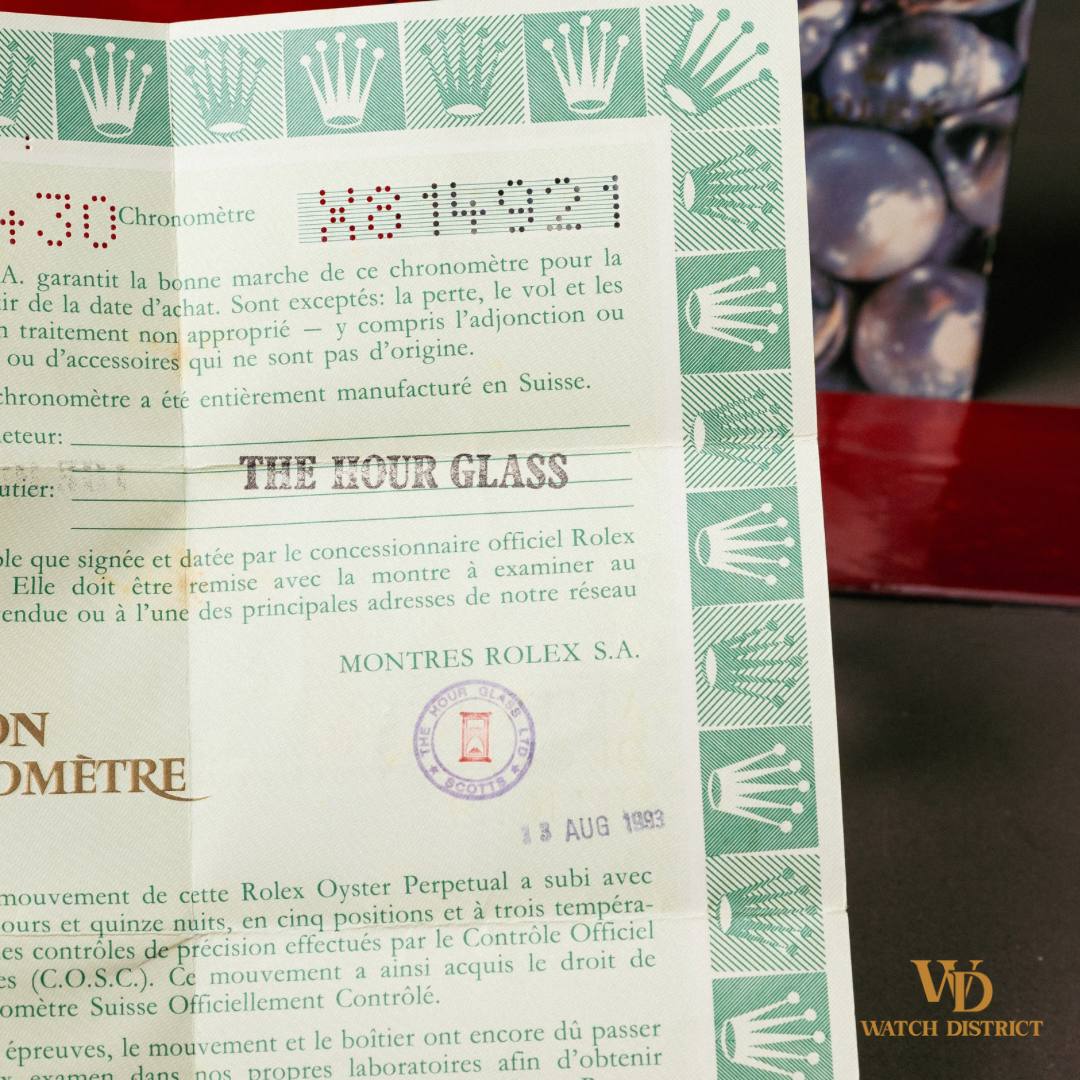 430 Chronomètre X814921
A. garantit la bonne marche de ce chronomètre pour la
tir de la date d'achat. Sont exceptés: la perte, le vol et les
n traitement non approprié — y compris l'adjonction ou
ou d'accessoires qui ne sont pas d'origine.
chronomètre a été entièrement manufacturé en Suisse.
eteur:
THE HOUR GLASS
utier:
ble que signée et datée par le concessionnaire officiel Rolex
Elle doit être remise avec la montre à examiner au
endue ou à l'une des principales adresses de notre réseau
MONTRES ROLEX S.A.
THE HOUR GLASS LTD
SCOTTS
ON
OMÈTRE
13 AUG 1993
mouvement de cette Rolex Oyster Perpetual a subi avec
ours et quinze nuits, en cinq positions et à trois tempéra-
es contrôles de précision effectués par le Contrôle Officiel
es (C.O.S.C.). Ce mouvement a ainsi acquis le droit de
omètre Suisse Officiellement Contrôlé.
épreuves, le mouvement et le boîtier ont encore dû passer
x examen dans nos propres laboratoires afin d'obtenir
WD
WATCH DISTRICT